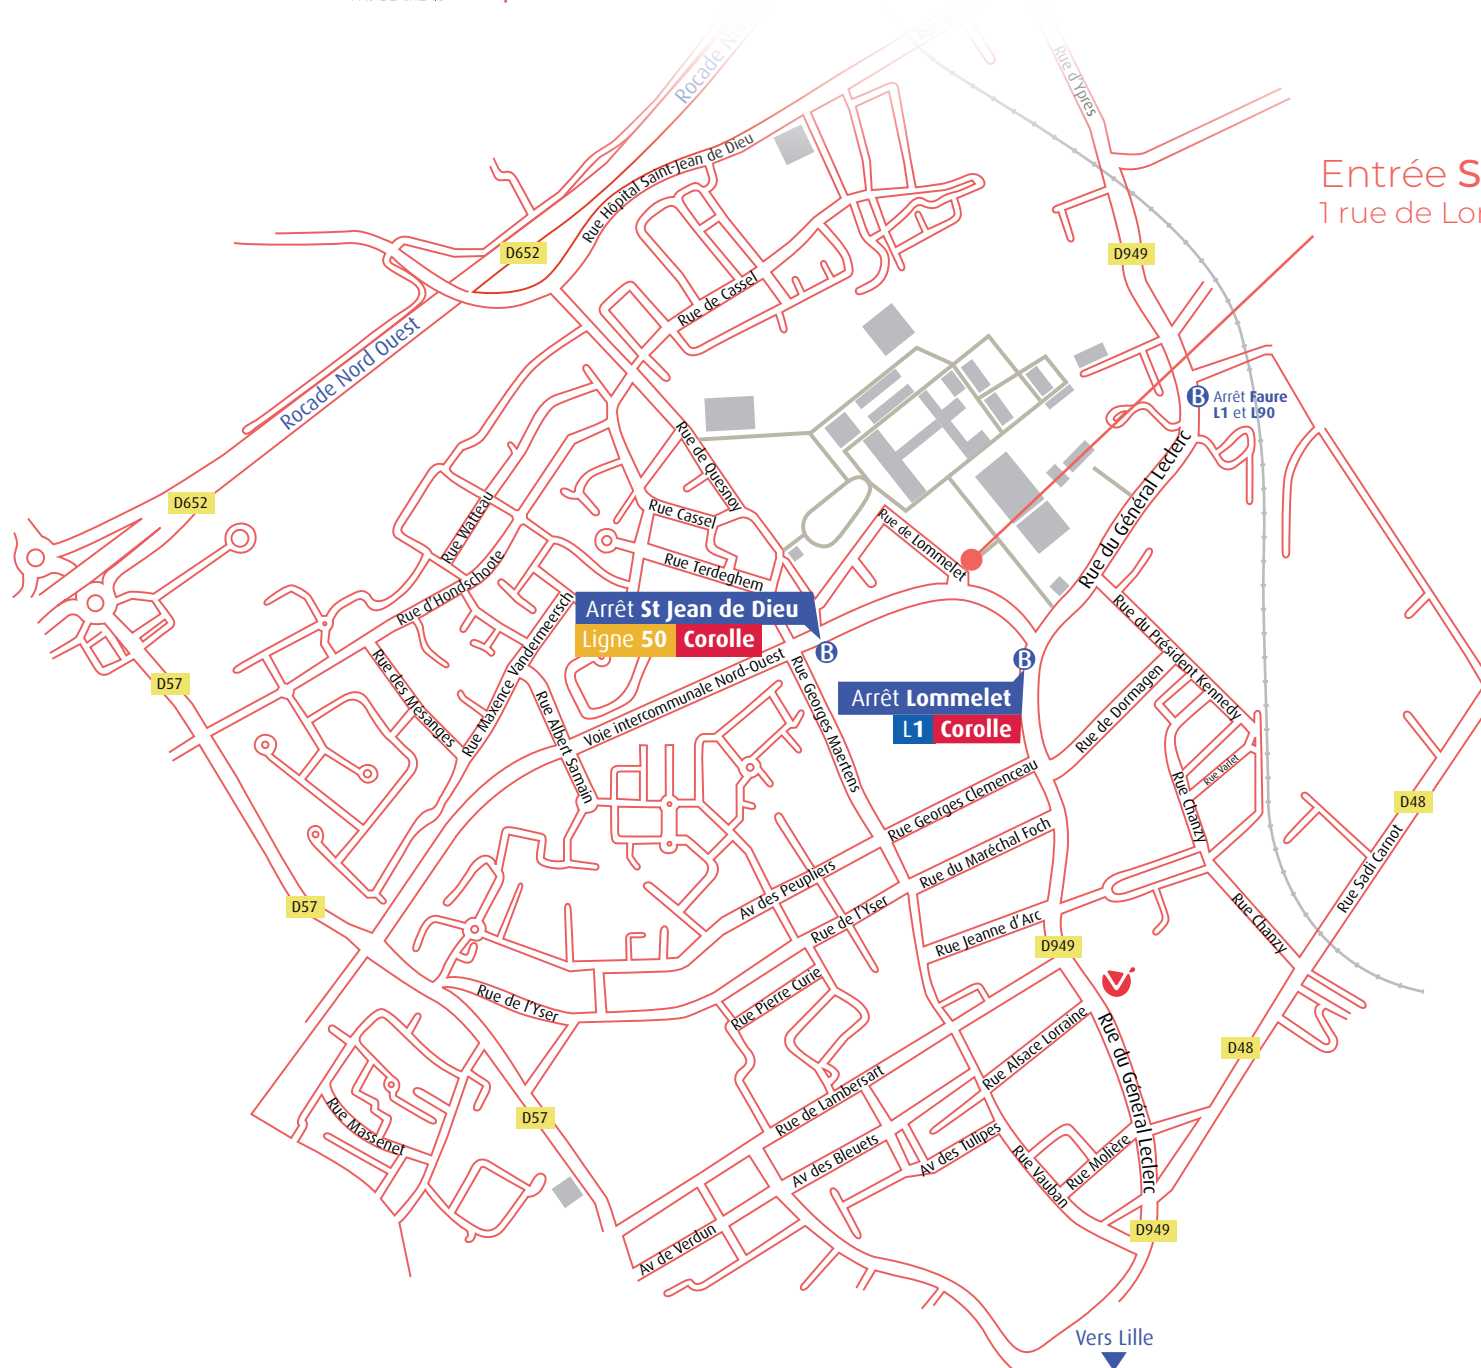 Rocade No
Rue d'Ypres
Rue Hôpital Saint-Jean de Dieu
Entrée S
1 rue de Lor
D652
D949
Rue de Cassel
Rocade Nord Ouest
B Arrêt Faure
L1 et L90
Rue de Quesnoy
Rue du Général Leclerc
D652
Rue Watteau
Rue Cassel
Rue de Lommelet
Rue Terdeghem
Rue d'Hondschoote
Arrêt St Jean de Dieu
Ligne 50 Corolle
B
B
Rue du Président Kennedy
Rue Maxence Vandermeersch
Rue des Mésanges
D57
Voie intercommunale Nord-Ouest
Rue Georges Maertens
Arrêt Lommelet
L1 Corolle
Rue de Dormagen
Rue Albert Samain
Rue Varlet
Rue Chanzy
Rue Georges Clemenceau
D48
Rue du Maréchal Foch
Rue Sadi Carnot
Av des Peupliers
D57
Rue de l'Yser
Rue Jeanne d'Arc
Rue Chanzy
D949
Rue de l'Yser
Rue Pierre Curie
Rue Alsace Lorraine
Rue du Général Leclerc
D48
Rue de Lambersart
D57
Rue Massenet
Av des Bleuets
Av des Tulipes
Rue Molière
Rue Vauban
D949
Av de Verdun
Vers Lille